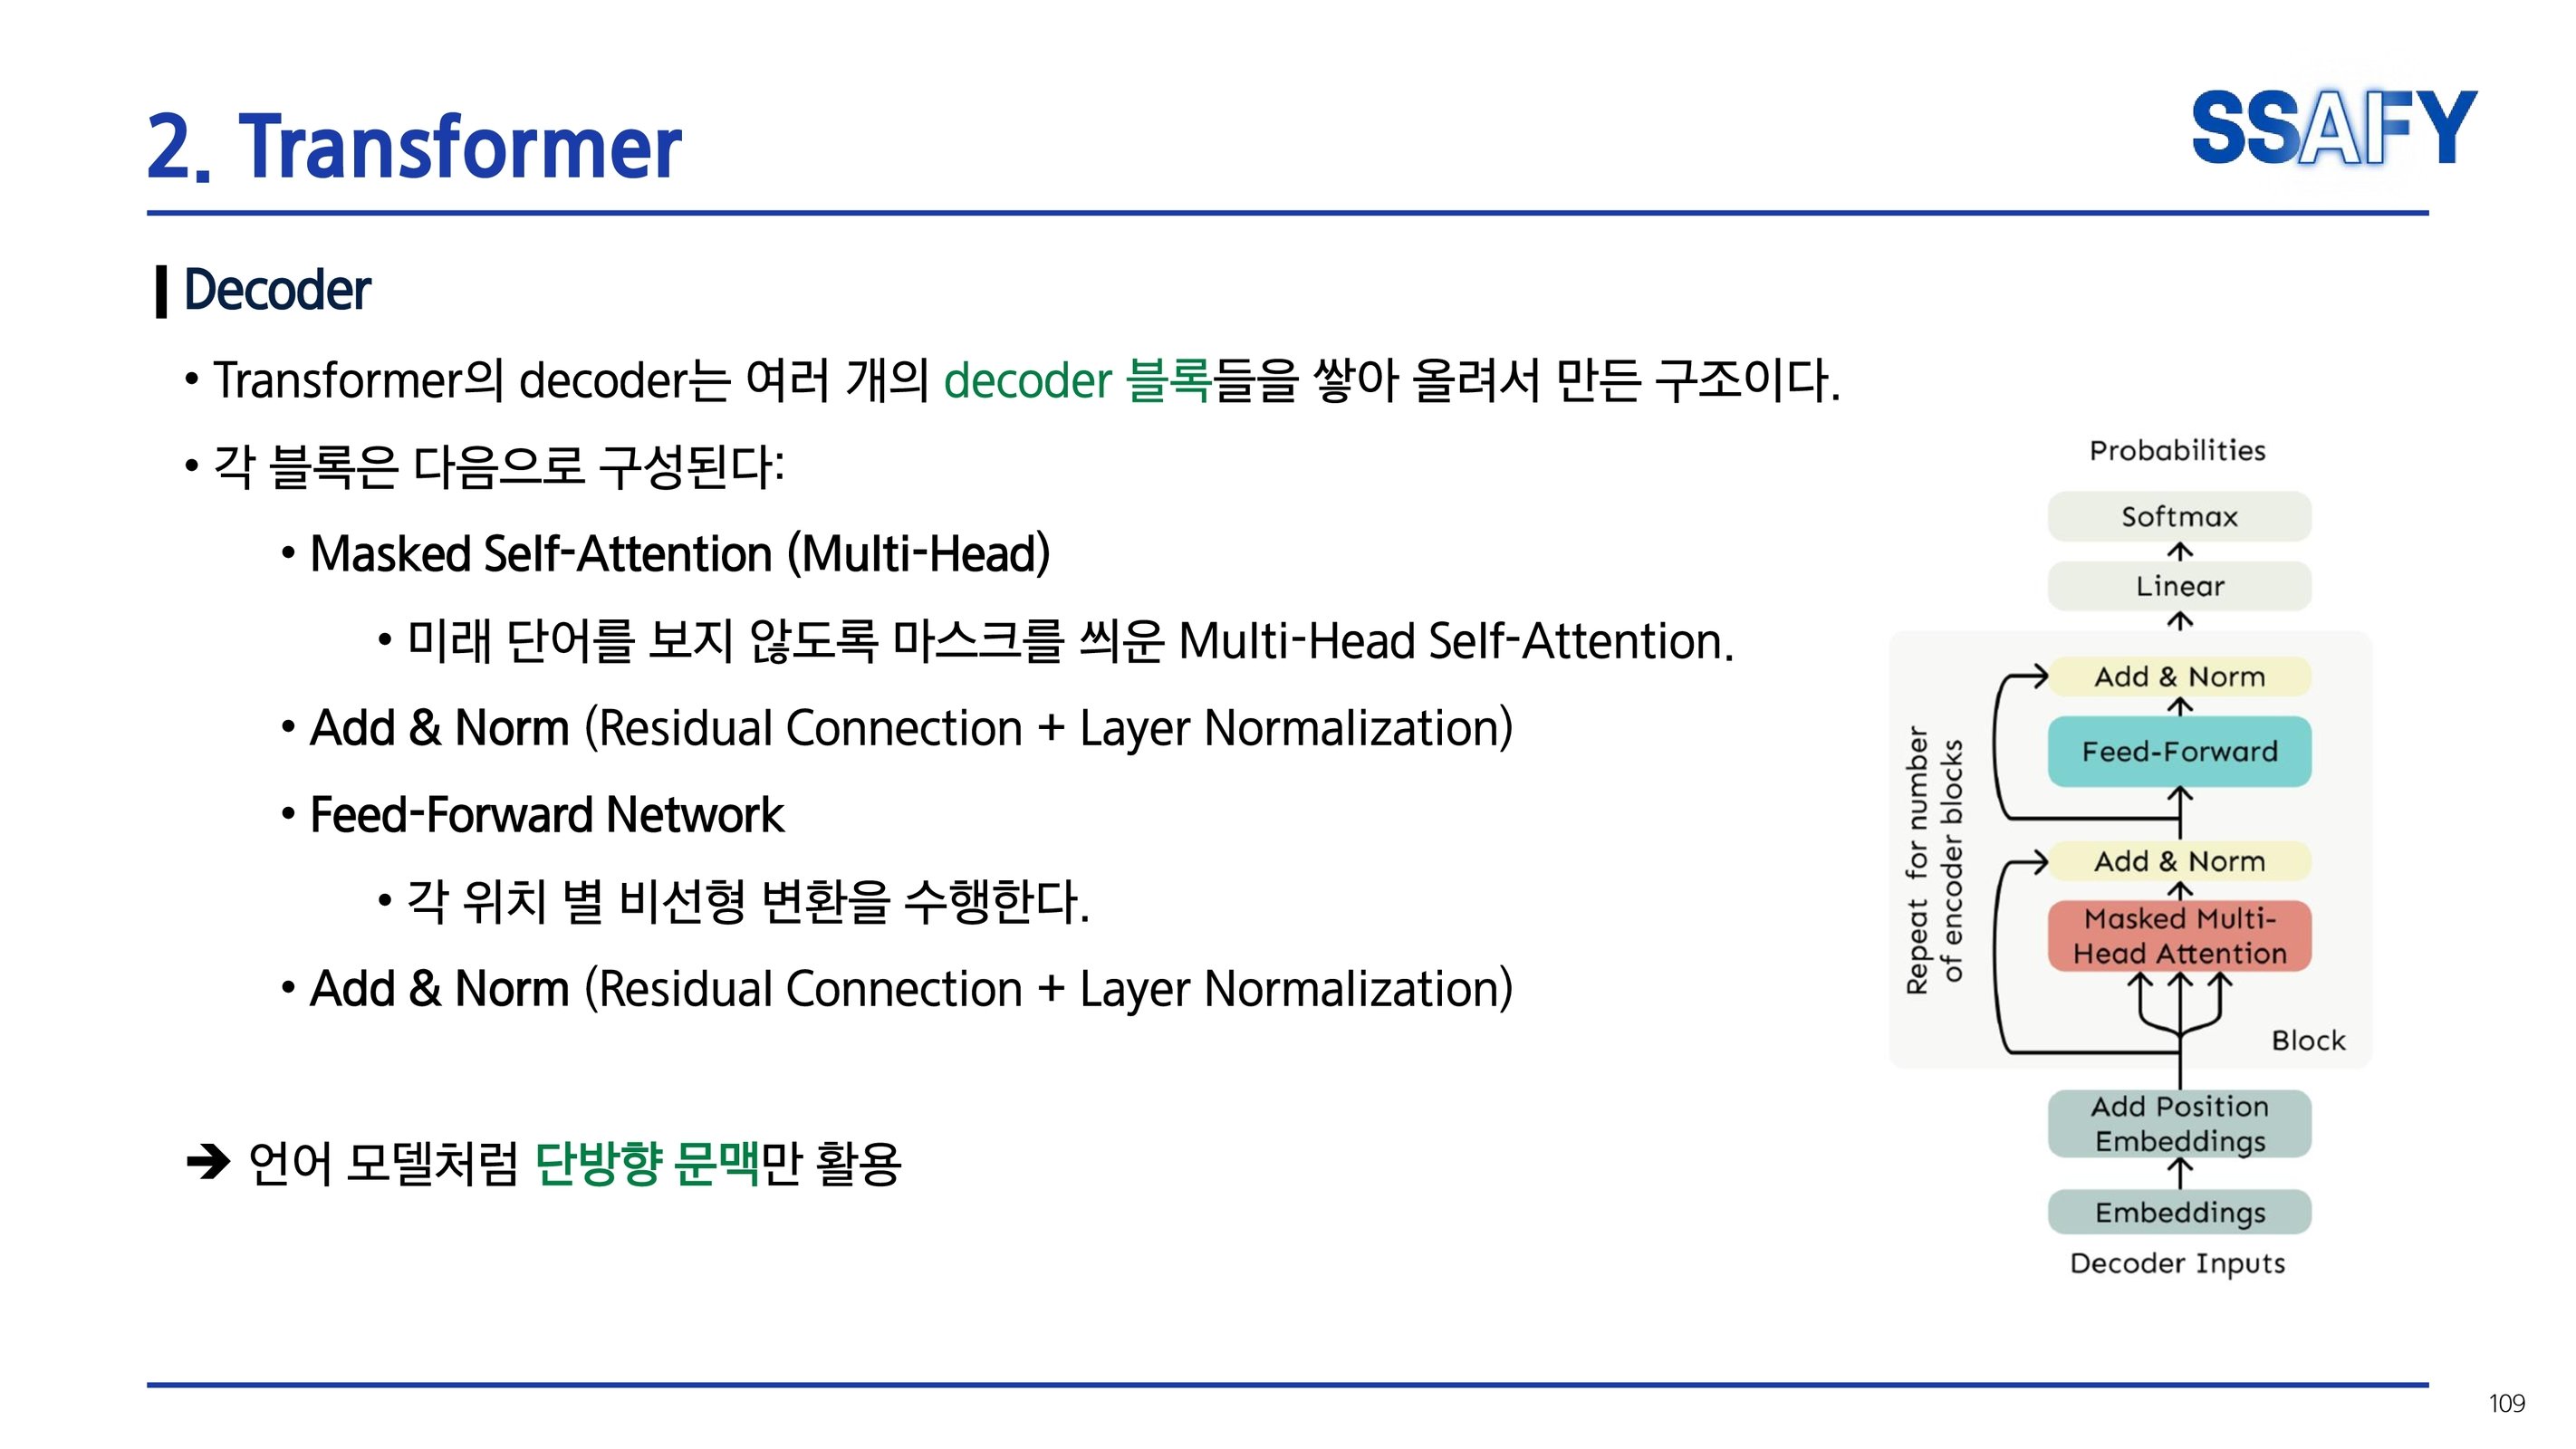 2. Transformer
SSAFY
Decoder
• Transformer의 decoder는 여러 개의 decoder 블록들을 쌓아 올려서 만든 구조이다.
• 각 블록은 다음으로 구성된다:
• Masked Self-Attention (Multi-Head)
• 미래 단어를 보지 않도록 마스크를 씌운 Multi-Head Self-Attention.
• Add & Norm (Residual Connection + Layer Normalization)
• Feed-Forward Network
• 각 위치 별 비선형 변환을 수행한다.
• Add & Norm (Residual Connection + Layer Normalization)
➔ 언어 모델처럼 단방향 문맥만 활용
Probabilities
Softmax
Linear
Add & Norm
Feed-Forward
Add & Norm
Masked Multi-
Head Attention
Repeat for number
of encoder blocks
Block
Add Position
Embeddings
Embeddings
Decoder Inputs
109